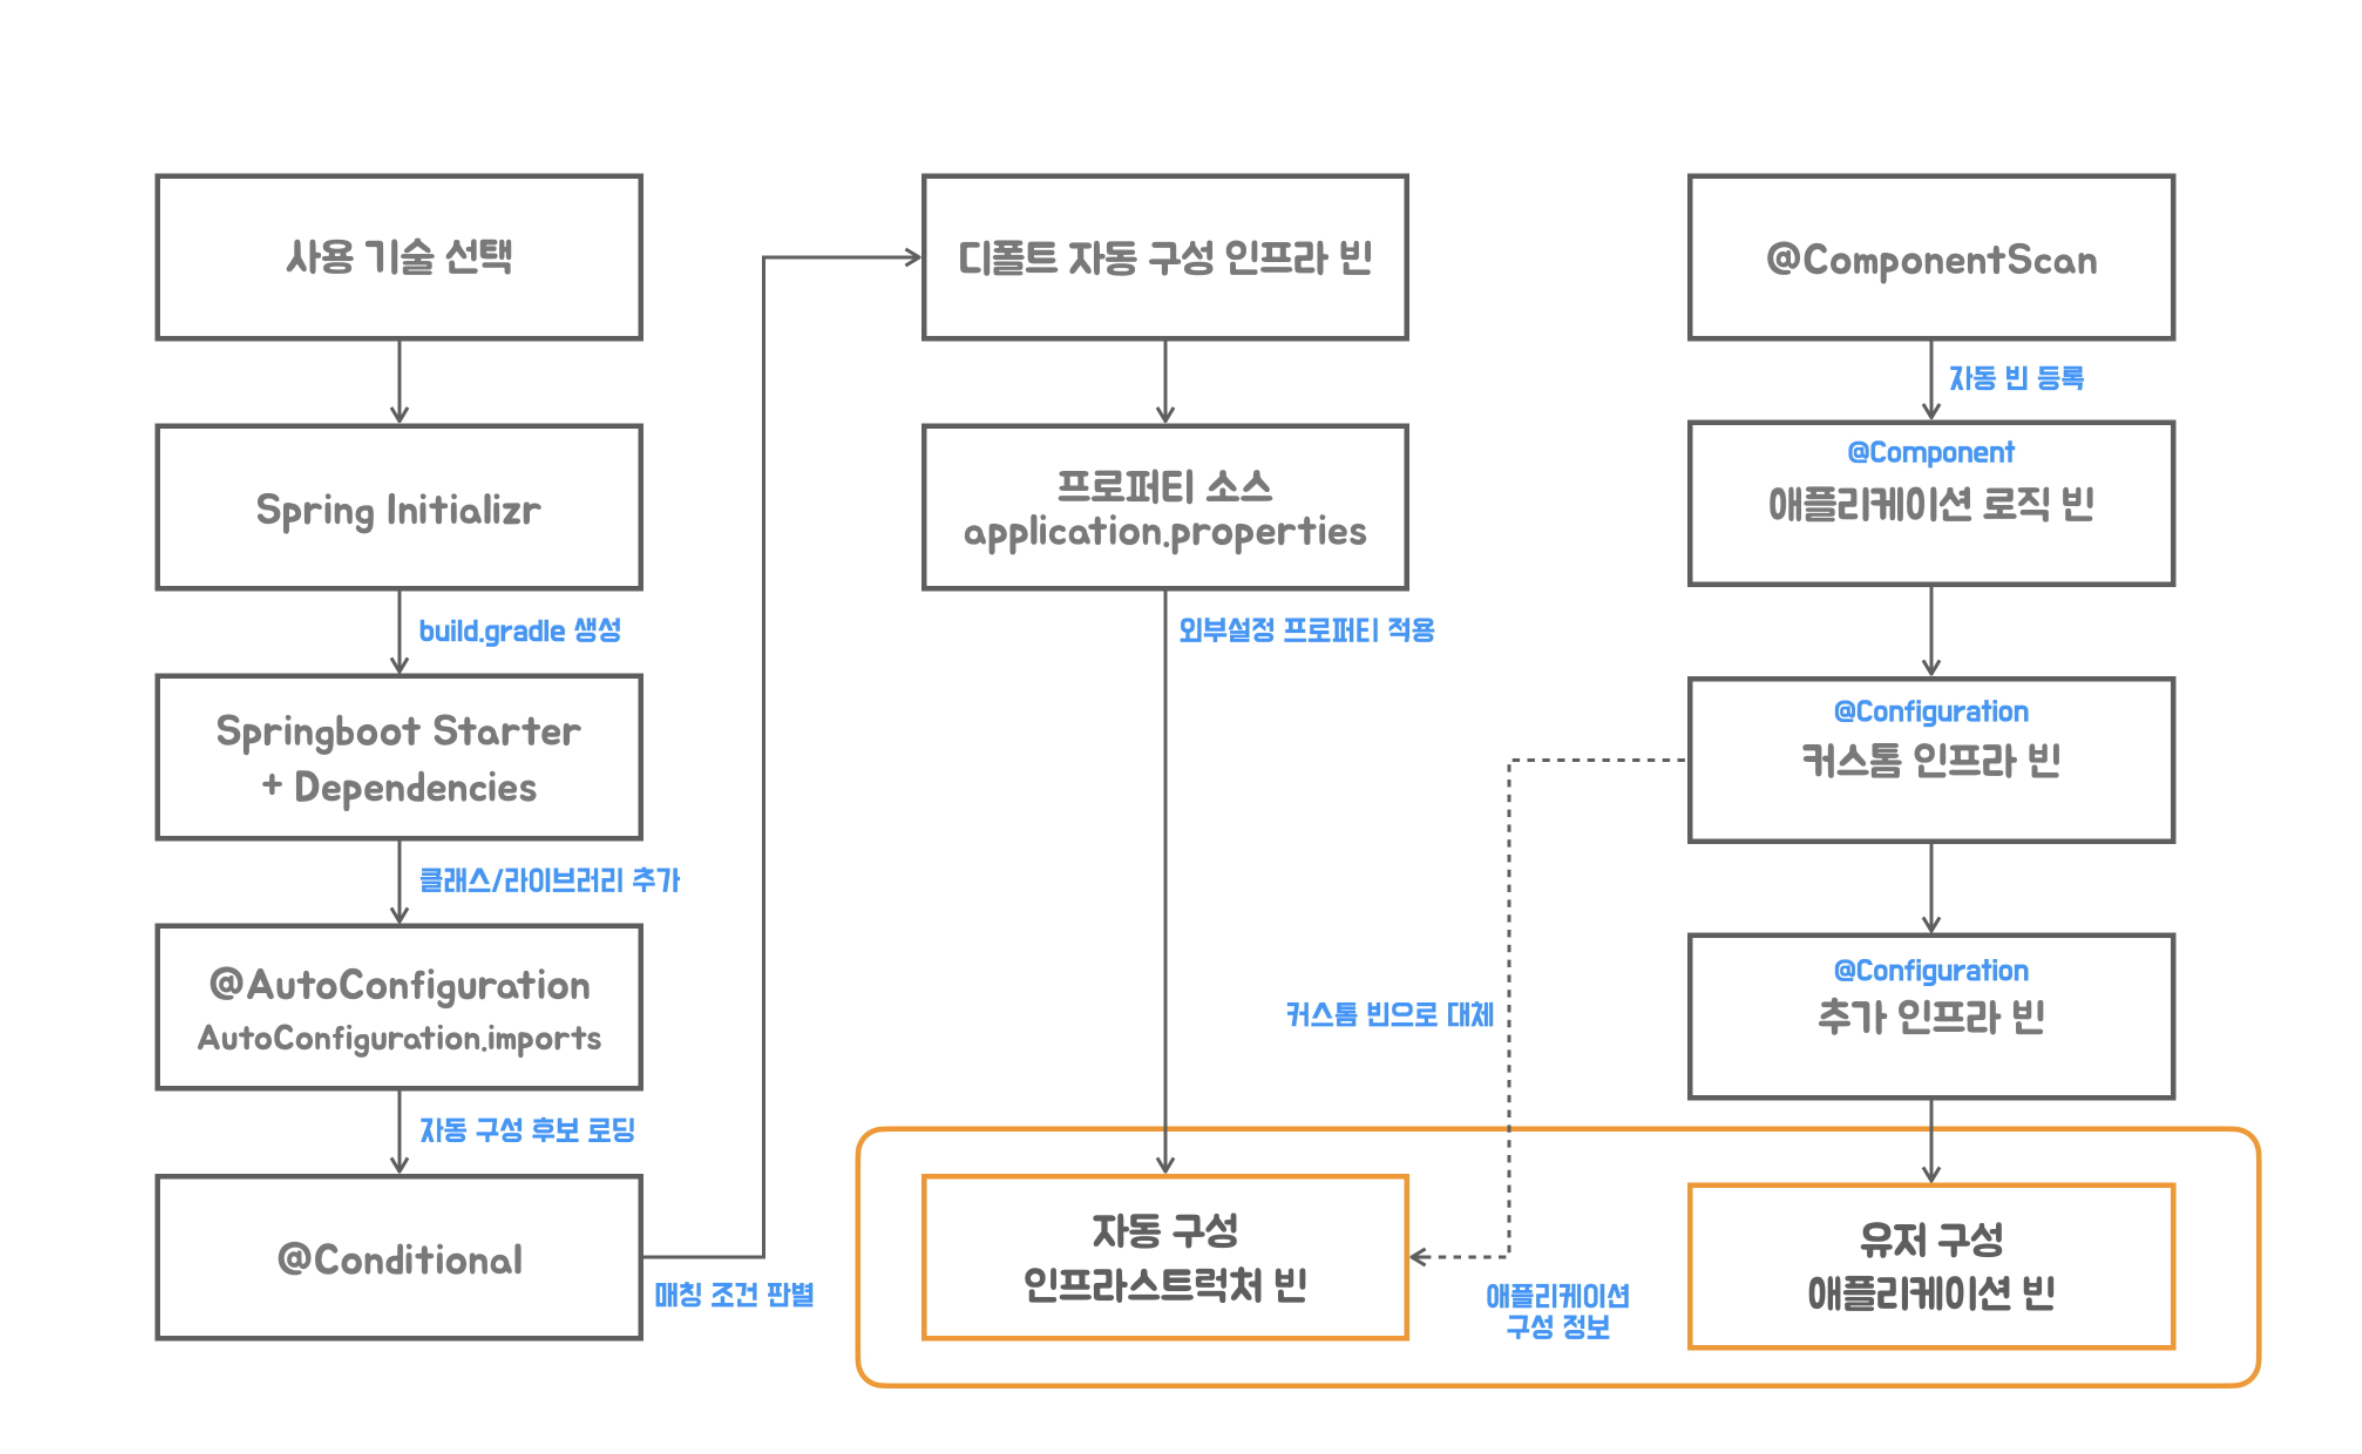 사용 기술 선택
Spring Initializr
build.gradle 생성
Springboot Starter
+ Dependencies
클래스/라이브러리 추가
@AutoConfiguration
AutoConfiguration.imports
자동 구성 후보 로딩
@Conditional
매칭 조건 판별
디폴트 자동 구성 인프라 빈
프로퍼티 소스
application.properties
외부설정 프로퍼티 적용
자동 구성
인프라스트럭처 빈
@ComponentScan
자동 빈 등록
@Component
애플리케이션 로직 빈
@Configuration
커스톰 인프라 빈
커스톰 빈으로 대체
@Configuration
추가 인프라 빈
애플리케이션
구성 정보
유저 구성
애플리케이션 빈